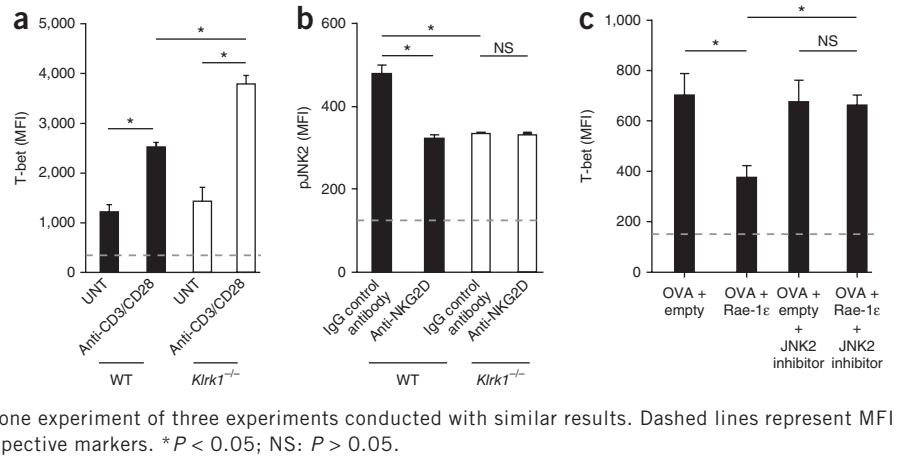 a
5,000
4,000
3,000
2,000
1,000
0
T-bet (MFI)
*
*
*
UNT
Anti-CD3/CD28
UNT
Anti-CD3/CD28
WT
Klrk1–/–
b
600
400
200
0
pJNK2 (MFI)
*
*
NS
IgG control
antibody
Anti-NKG2D
IgG control
antibody
Anti-NKG2D
WT
Klrk1–/–
c
1,000
800
600
400
200
0
T-bet (MFI)
*
*
NS
OVA +
empty
OVA +
Rae-1ε
OVA +
empty
+
JNK2
inhibitor
OVA +
Rae-1ε
+
JNK2
inhibitor
one experiment of three experiments conducted with similar results. Dashed lines represent MFI
pective markers. *P < 0.05; NS: P > 0.05.